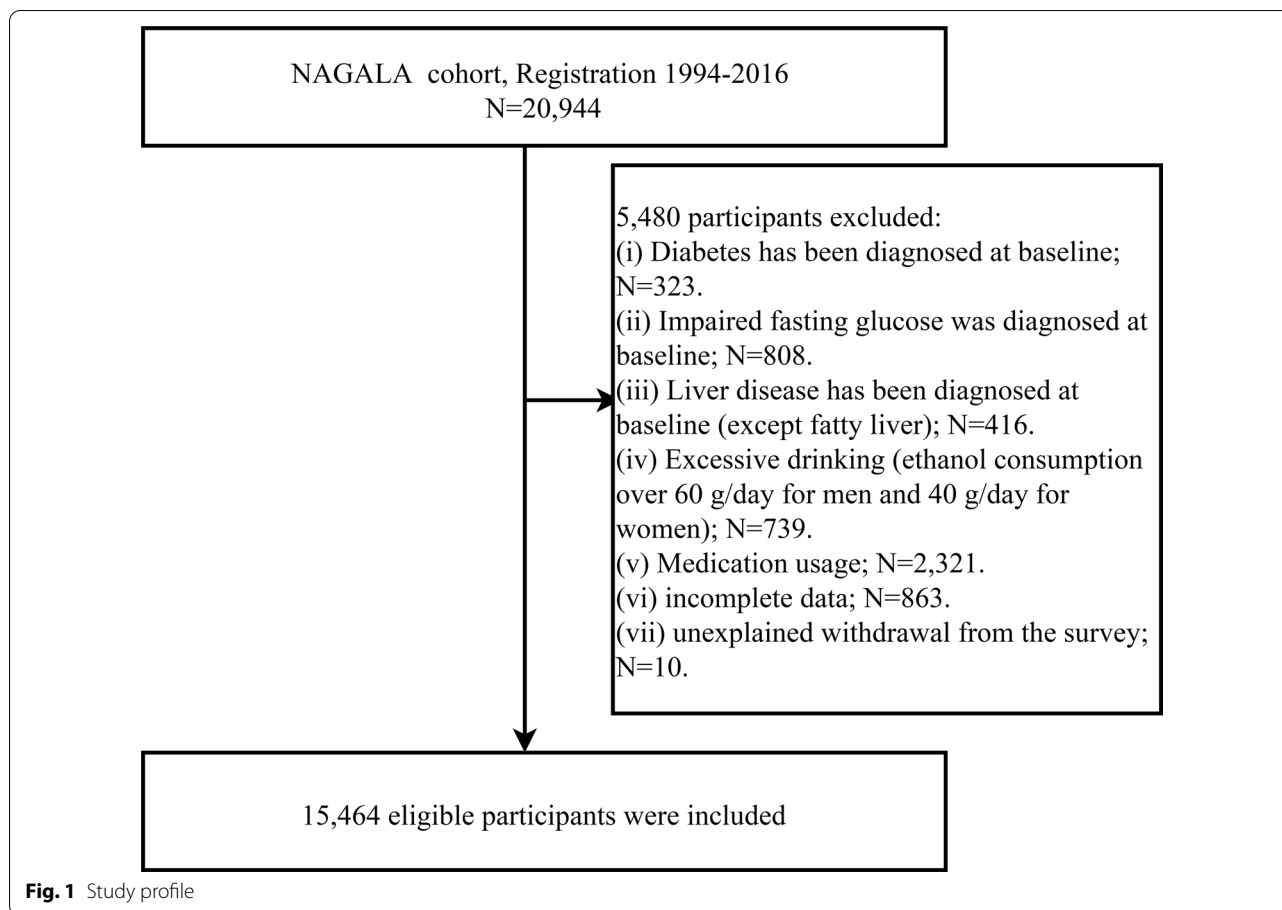 NAGALA cohort, Registration 1994-2016
N=20,944
5,480 participants excluded:
(i) Diabetes has been diagnosed at baseline;
N=323.
(ii) Impaired fasting glucose was diagnosed at
baseline; N=808.
(iii) Liver disease has been diagnosed at
baseline (except fatty liver); N=416.
(iv) Excessive drinking (ethanol consumption
over 60 g/day for men and 40 g/day for
women); N=739.
(v) Medication usage; N=2,321.
(vi) incomplete data; N=863.
(vii) unexplained withdrawal from the survey;
N=10.
15,464 eligible participants were included
Fig. 1 Study profile